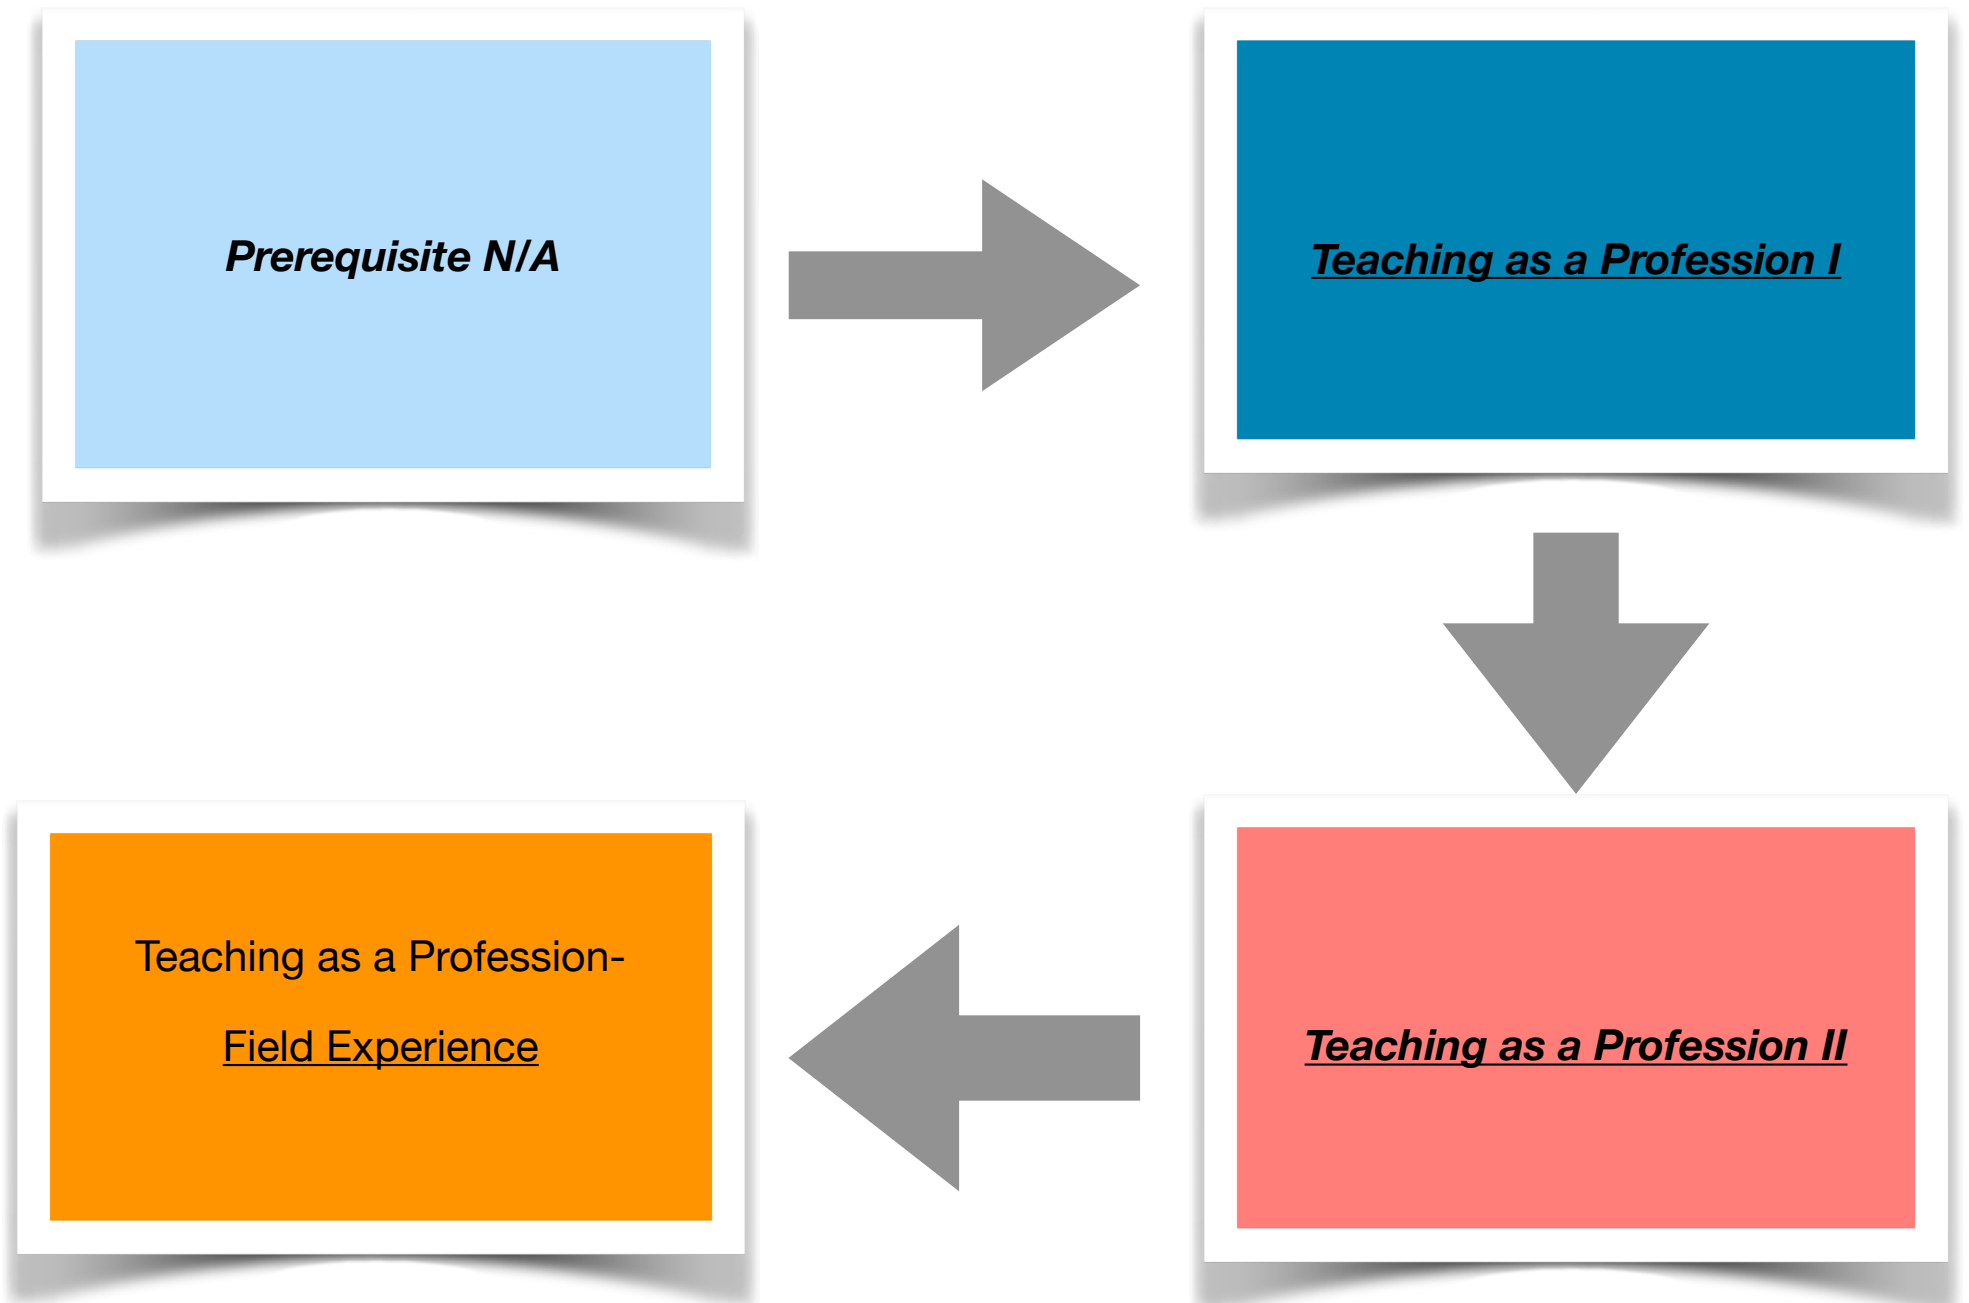 Prerequisite N/A
Teaching as a Profession I
Teaching as a Profession II
Teaching as a Profession-
Field Experience